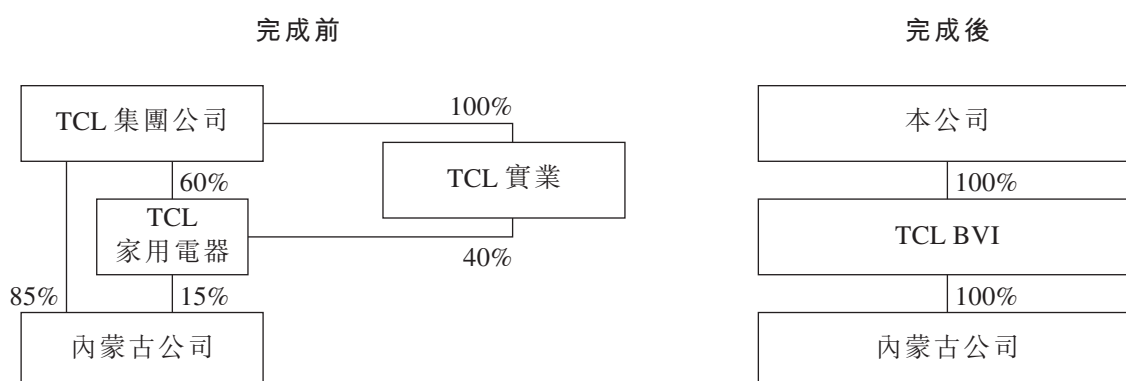 完成前
完成後
TCL 集團公司
100%
本公司
TCL 實業
60%
100%
TCL
家用電器
TCL BVI
40%
85%
15%
100%
內蒙古公司
內蒙古公司